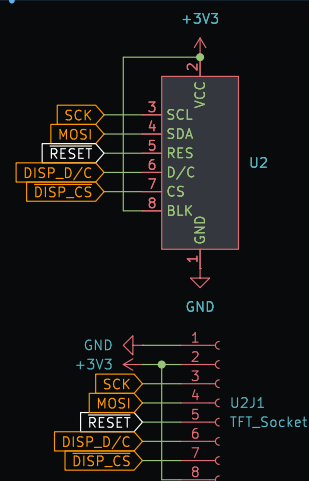 +3V3
2
VCC
SCK 3 SCL
MOSI 4 SDA
RESET 5 RES
DISP_D/C 6 D/C
DISP_CS 7 CS
8 BLK
U2
GND
1
GND
GND 1
+3V3 2
SCK 3
MOSI 4 U2J1
RESET 5 TFT_Socket
DISP_D/C 6
DISP_CS 7
8